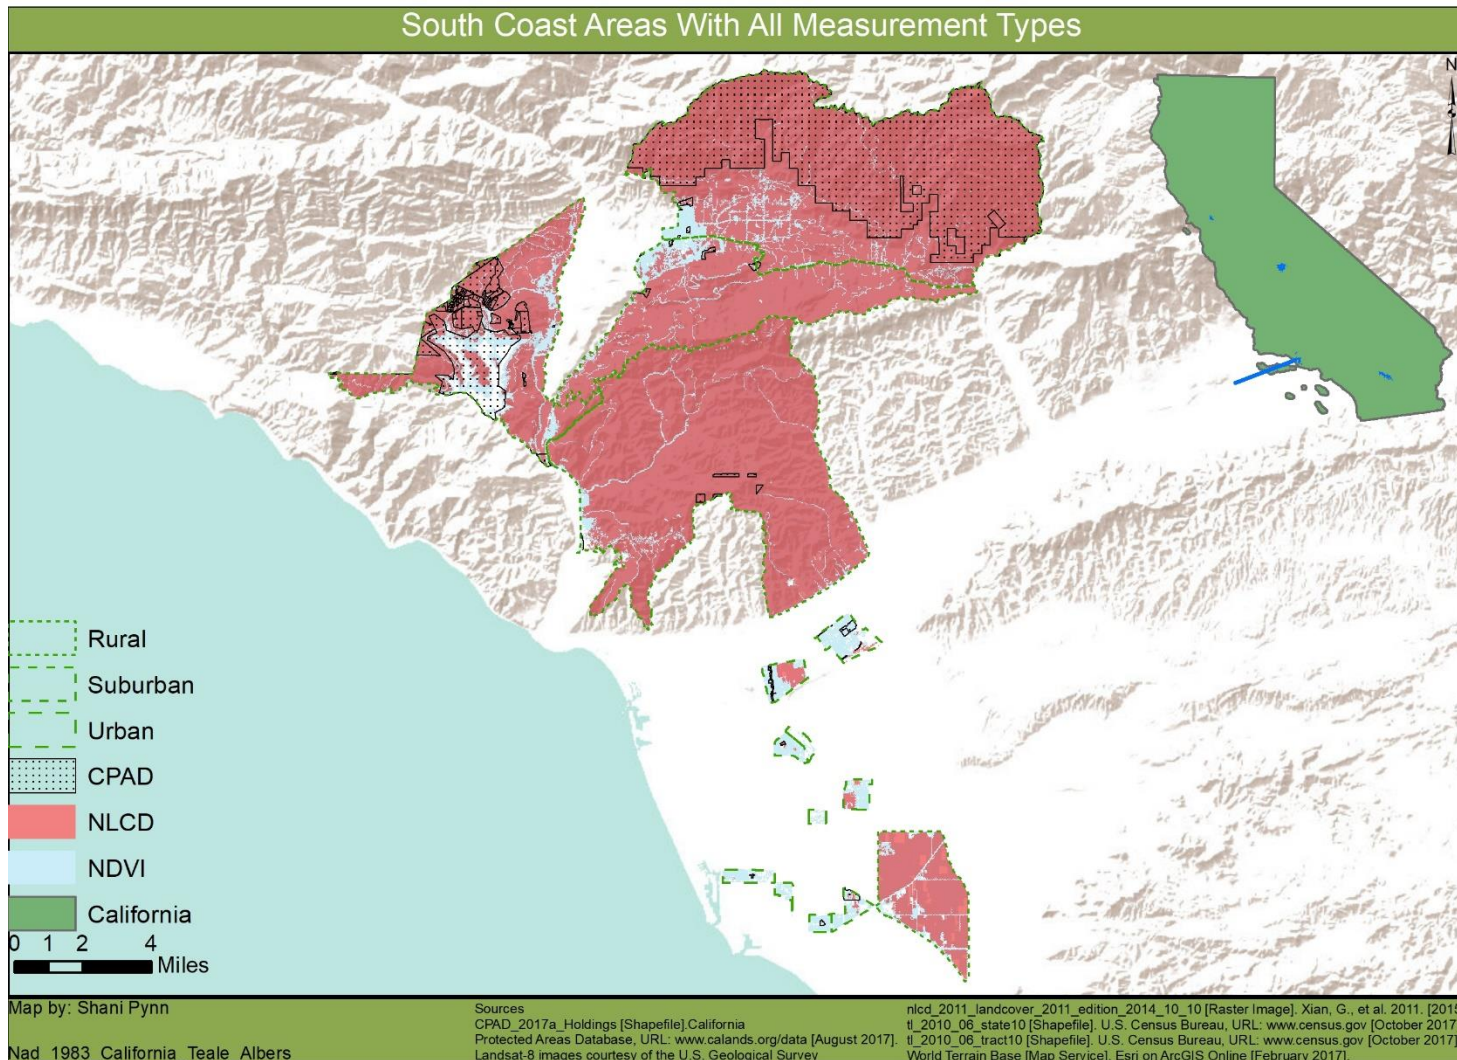 South Coast Areas With All Measurement Types
N
Rural
Suburban
Urban
CPAD
NLCD
NDVI
California
0 1 2 4
Miles
Map by: Shani Pynn
Nad 1983 California Teale Albers
Sources
CPAD_2017a_Holdings [Shapefile].California
Protected Areas Database, URL: www.calands.org/data [August 2017].
Landsat-8 images courtesy of the U.S. Geological Survey
nlcd_2011_landcover_2011_edition_2014_10_10 [Raster Image]. Xian, G., et al. 2011. [2015
tl_2010_06_state10 [Shapefile]. U.S. Census Bureau, URL: www.census.gov [October 2017]
tl_2010_06_tract10 [Shapefile]. U.S. Census Bureau, URL: www.census.gov [October 2017]
World Terrain Base [Map Service]. Esri on ArcGIS Online [February 2017].